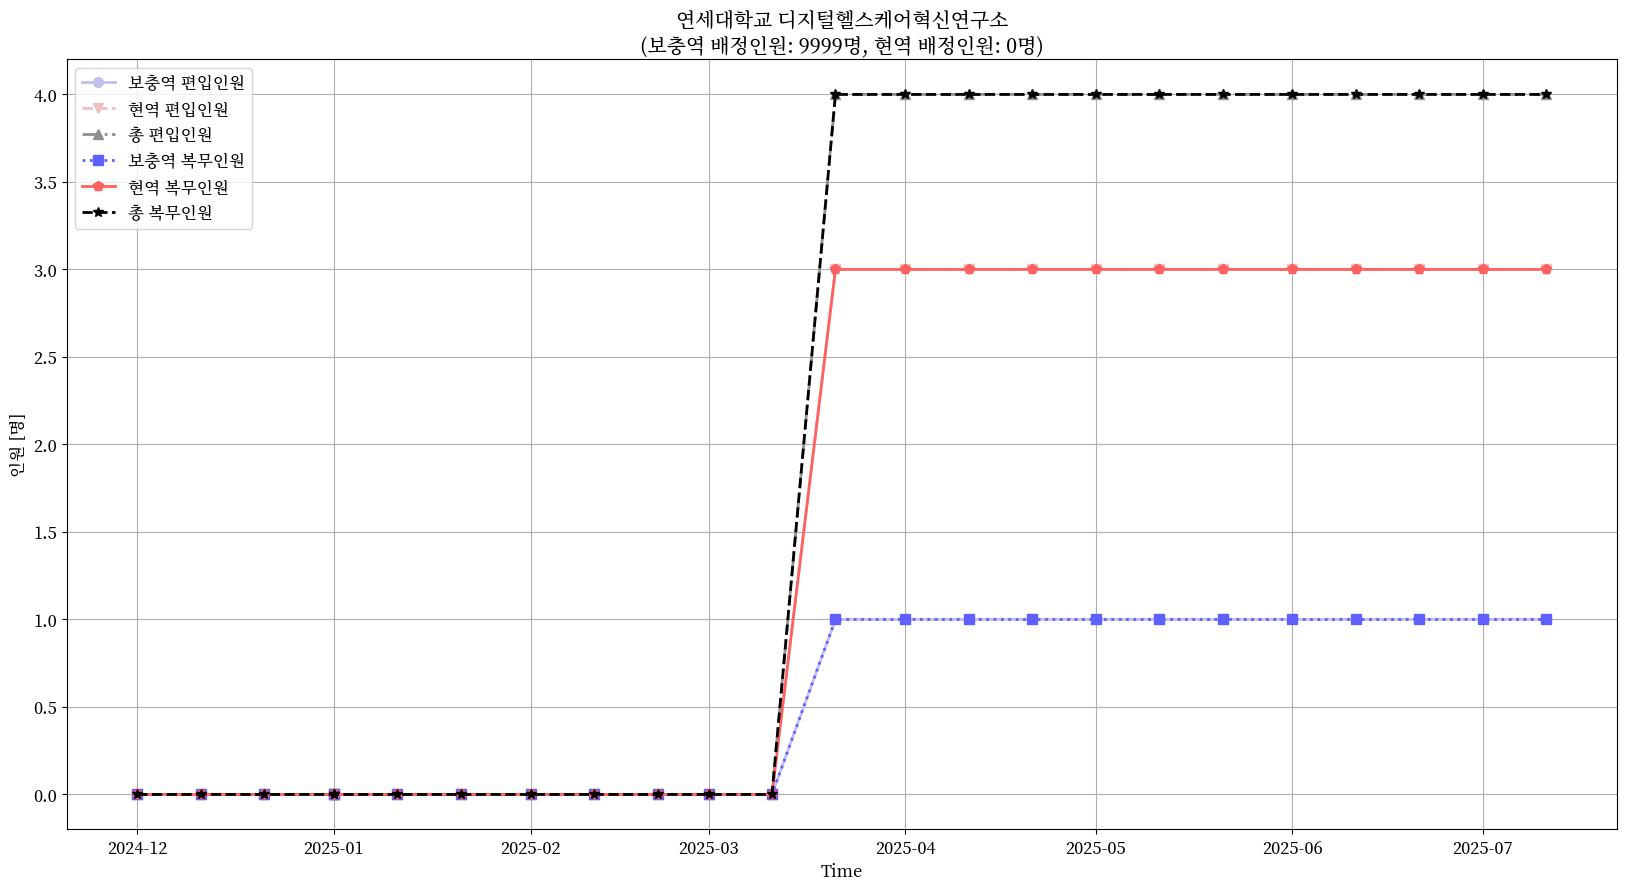 연세대학교 디지털헬스케어혁신연구소
(보충역 배정인원: 9999명, 현역 배정인원: 0명)
보충역 편입인원
현역 편입인원
총 편입인원
보충역 복무인원
현역 복무인원
총 복무인원
4.0
3.5
3.0
2.5
2.0
1.5
1.0
0.5
0.0
인원 [명]
2024-12
2025-01
2025-02
2025-03
2025-04
2025-05
2025-06
2025-07
Time